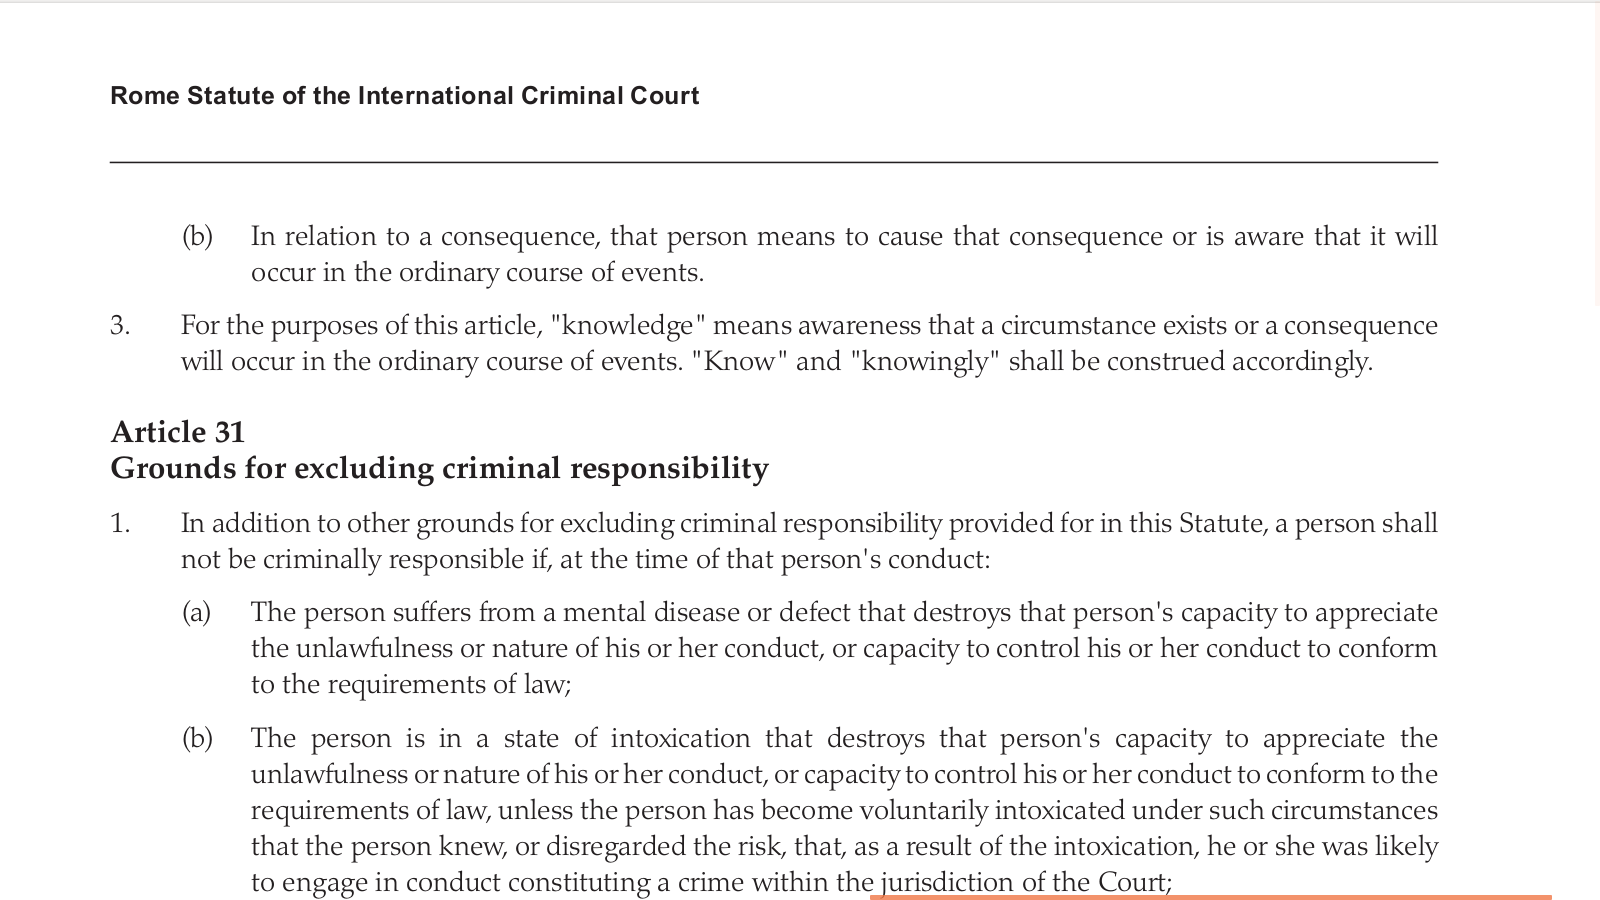 Rome Statute of the International Criminal Court
(b) In relation to a consequence, that person means to cause that consequence or is aware that it will
occur in the ordinary course of events.
3. For the purposes of this article, "knowledge" means awareness that a circumstance exists or a consequence
will occur in the ordinary course of events. "Know" and "knowingly" shall be construed accordingly.
Article 31
Grounds for excluding criminal responsibility
1. In addition to other grounds for excluding criminal responsibility provided for in this Statute, a person shall
not be criminally responsible if, at the time of that person's conduct:
(a) The person suffers from a mental disease or defect that destroys that person's capacity to appreciate
the unlawfulness or nature of his or her conduct, or capacity to control his or her conduct to conform
to the requirements of law;
(b) The person is in a state of intoxication that destroys that person's capacity to appreciate the
unlawfulness or nature of his or her conduct, or capacity to control his or her conduct to conform to the
requirements of law, unless the person has become voluntarily intoxicated under such circumstances
that the person knew, or disregarded the risk, that, as a result of the intoxication, he or she was likely
to engage in conduct constituting a crime within the jurisdiction of the Court;